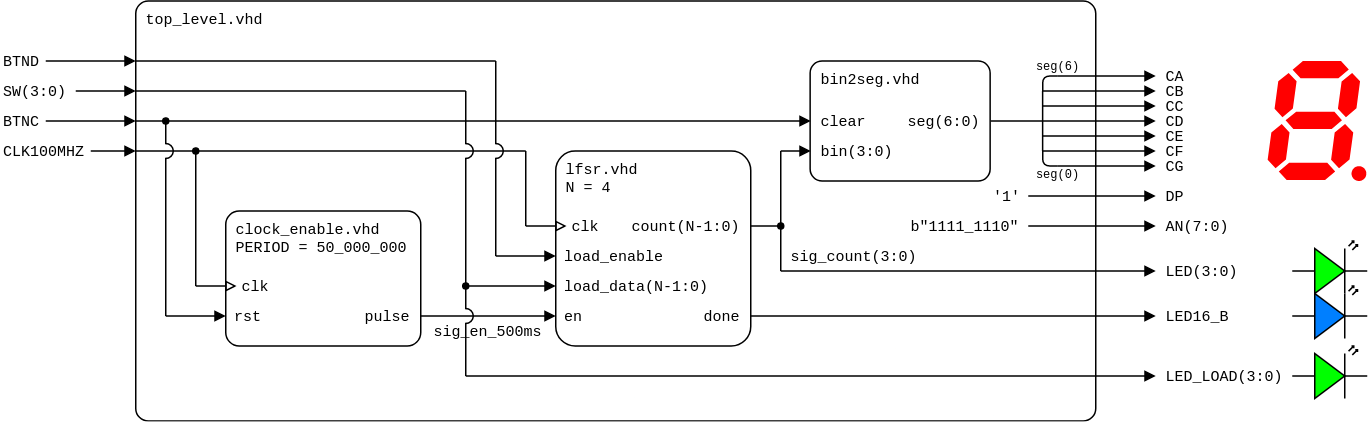 top_level.vhd
BTND
SW(3:0)
BTNC
CLK100MHZ
clock_enable.vhd
PERIOD = 50_000_000
clk
rst
pulse
sig_en_500ms
lfsr.vhd
N = 4
clk
count(N-1:0)
load_enable
load_data(N-1:0)
en
done
sig_count(3:0)
bin2seg.vhd
clear
seg(6:0)
bin(3:0)
seg(6)
seg(0)
'1'
b"1111_1110"
CA
CB
CC
CD
CE
CF
CG
DP
AN(7:0)
LED(3:0)
LED16_B
LED_LOAD(3:0)
8.